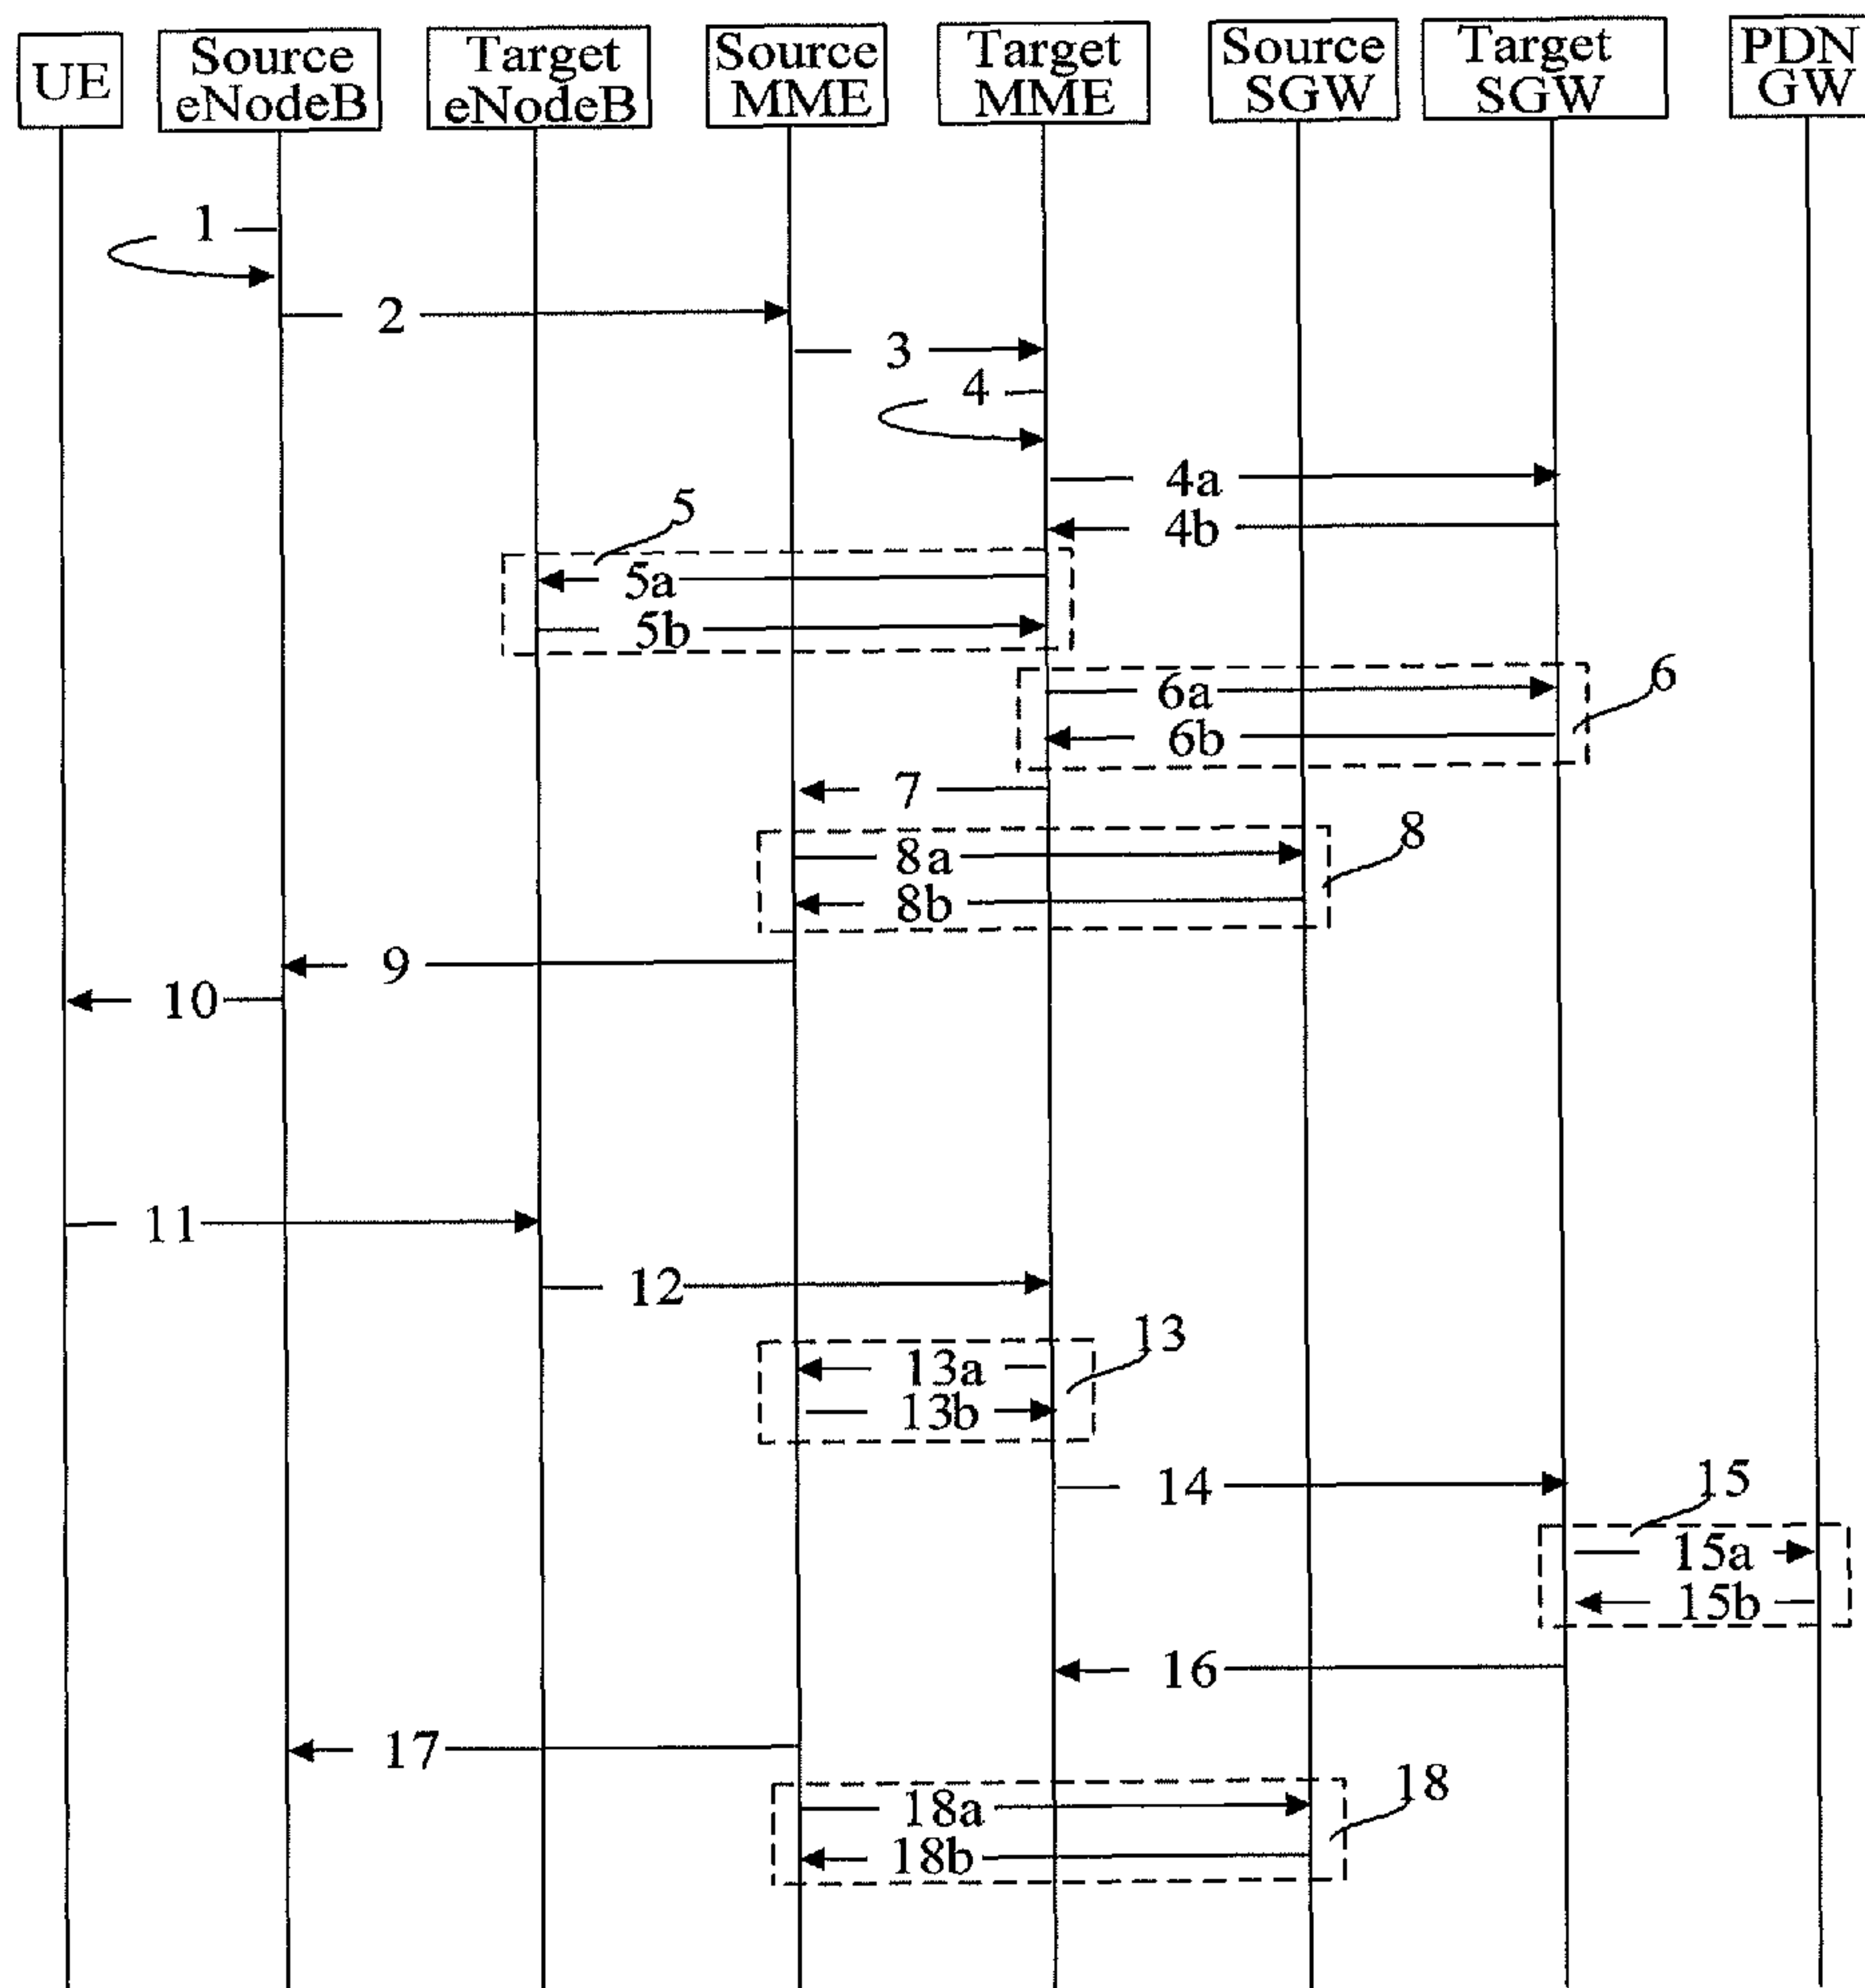 UE
Source
eNodeB
Target
eNodeB
Source
MME
Target
MME
Source
SGW
Target
SGW
PDN
GW
1
2
3
4
4a
4b
5
5a
5b
6
6a
6b
7
8
8a
8b
9
10
11
12
13
13a
13b
14
15
15a
15b
16
17
18
18a
18b